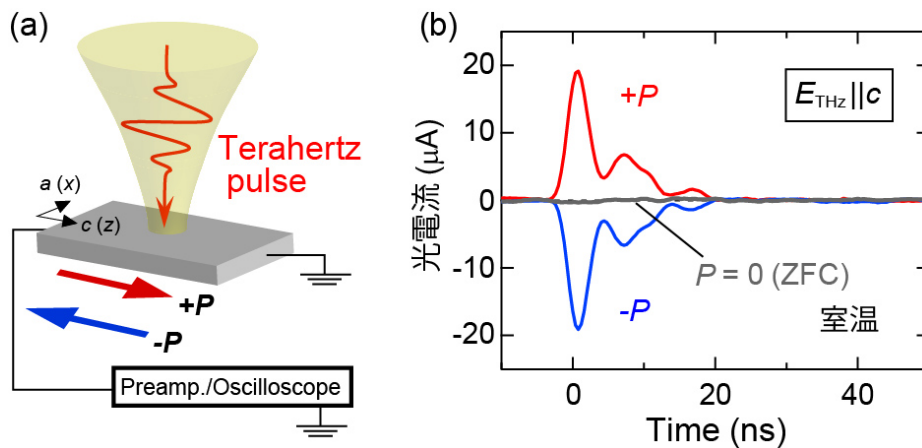 (a)
Terahertz
pulse
a (x)
c (z)
+P
-P
Preamp./Oscilloscope
(b)
光電流 (μA)
20
10
0
-10
-20
+P
E_THz||c
P = 0 (ZFC)
-P
室温
0
20
40
Time (ns)